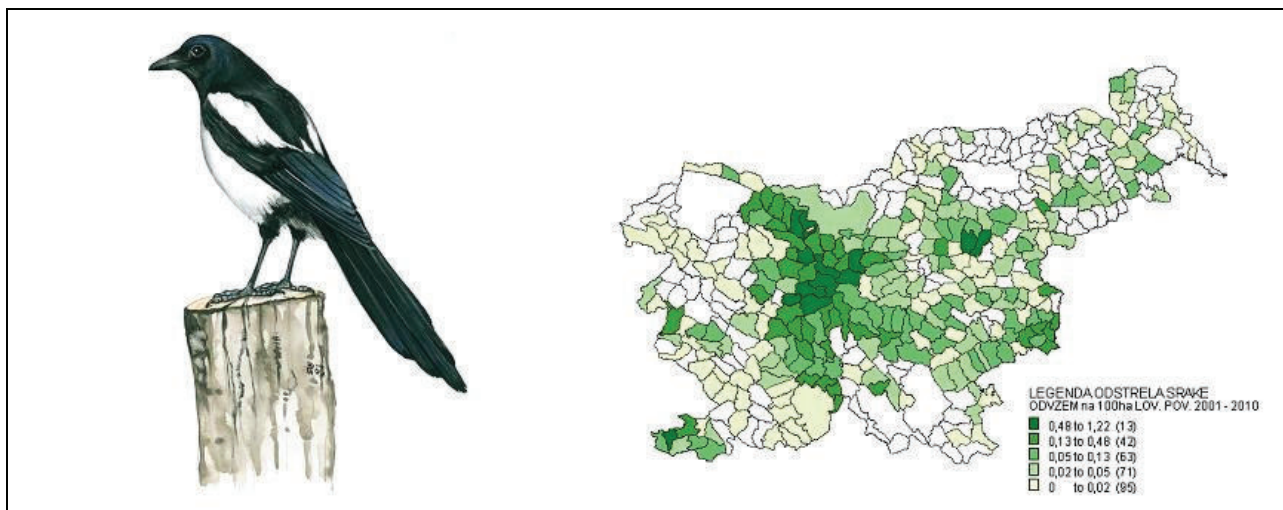 LEGENDA ODSTRELA SRAKE
ODVZEM na 100ha LOV. POV. 2001 - 2010
0,48 to 1,22 (13)
0,13 to 0,48 (42)
0,05 to 0,13 (63)
0,02 to 0,05 (71)
0 to 0,02 (95)